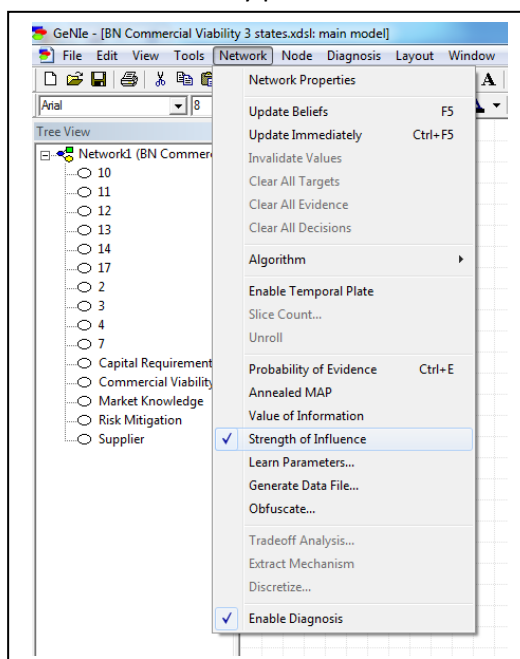 GeNIe - [BN Commercial Viability 3 states.xdsl: main model]
File Edit View Tools Network Node Diagnosis Layout Window
A
Arial 8
Tree View
Network1 (BN Commer
10
11
12
13
14
17
2
3
4
7
Capital Requirement
Commercial Viability
Market Knowledge
Risk Mitigation
Supplier
Network Properties
Update Beliefs F5
Update Immediately Ctrl+F5
Invalidate Values
Clear All Targets
Clear All Evidence
Clear All Decisions
Algorithm
Enable Temporal Plate
Slice Count...
Unroll
Probability of Evidence Ctrl+E
Annealed MAP
Value of Information
Strength of Influence
Learn Parameters...
Generate Data File...
Obfuscate...
Tradeoff Analysis...
Extract Mechanism
Discretize...
Enable Diagnosis